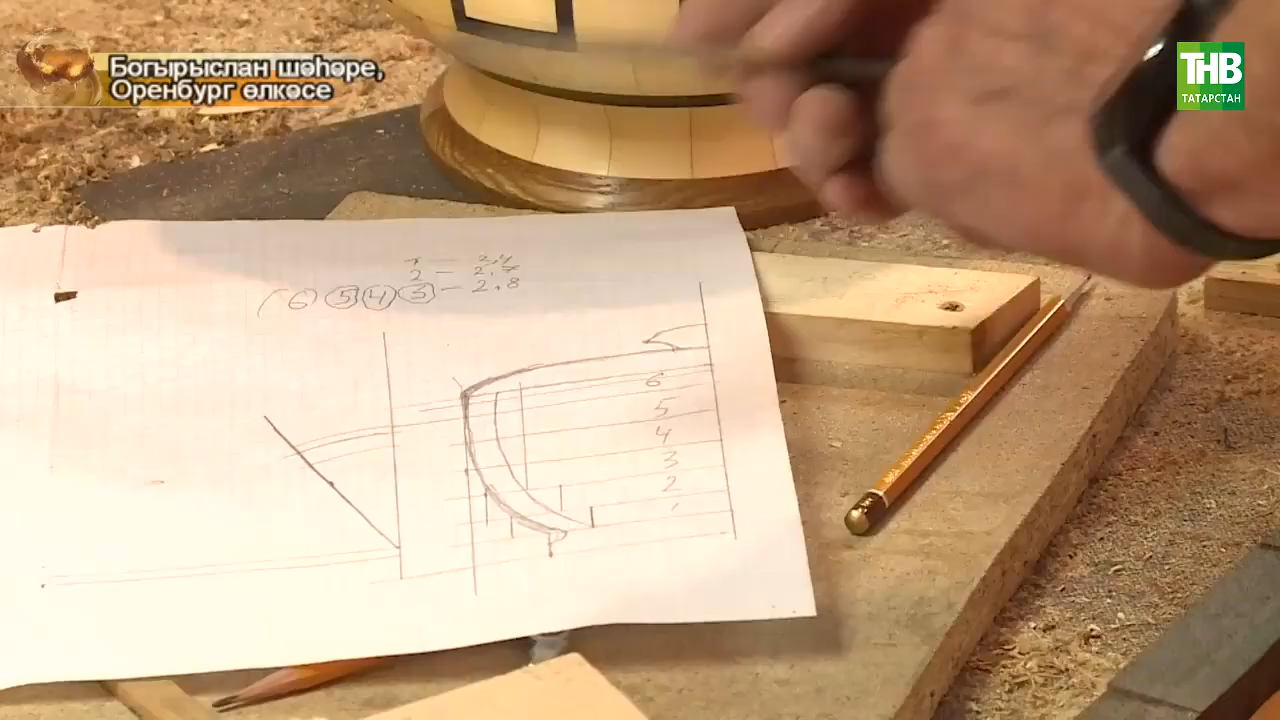 Богырыслан шәһәре,
Оренбург өлкәсе
ТНВ
ТАТАРСТАН
1 — 2,4
2 — 2.7
(6) (5) (4) (3) — 2.8
6
5
4
3
2
1